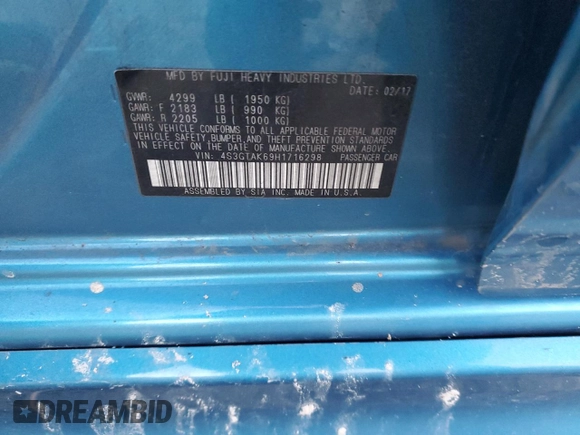 MFD BY FUJI HEAVY INDUSTRIES LTD.
DATE: 02/17
GVWR: 4299 LB ( 1950 KG)
GAWR: F 2183 LB ( 990 KG)
GAWR: R 2205 LB ( 1000 KG)
THIS VEHICLE CONFORMS TO ALL APPLICABLE FEDERAL MOTOR
VEHICLE SAFETY, BUMPER, AND THEFT PREVENTION STANDARDS
IN EFFECT ON THE DATE OF MANUFACTURE SHOWN ABOVE.
VIN: 4S3GTAK69H1716298 PASSENGER CAR
ASSEMBLED BY SIA INC. MADE IN U.S.A.
DREAMBID